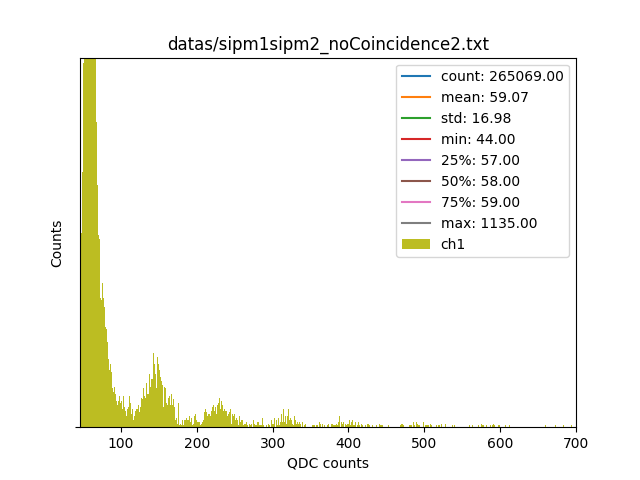 datas/sipm1sipm2_noCoincidence2.txt
count: 265069.00
mean: 59.07
std: 16.98
min: 44.00
25%: 57.00
50%: 58.00
75%: 59.00
max: 1135.00
ch1
Counts
100 200 300 400 500 600 700
QDC counts